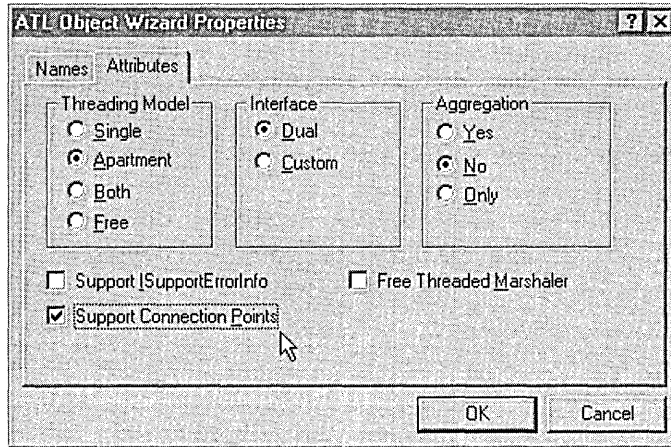 ATL Object Wizard Properties
Names Attributes
Threading Model
Single
Apartment
Both
Free
Interface
Dual
Custom
Aggregation
Yes
No
Only
Support ISupportErrorInfo
Free Threaded Marshaler
Support Connection Points
OK
Cancel